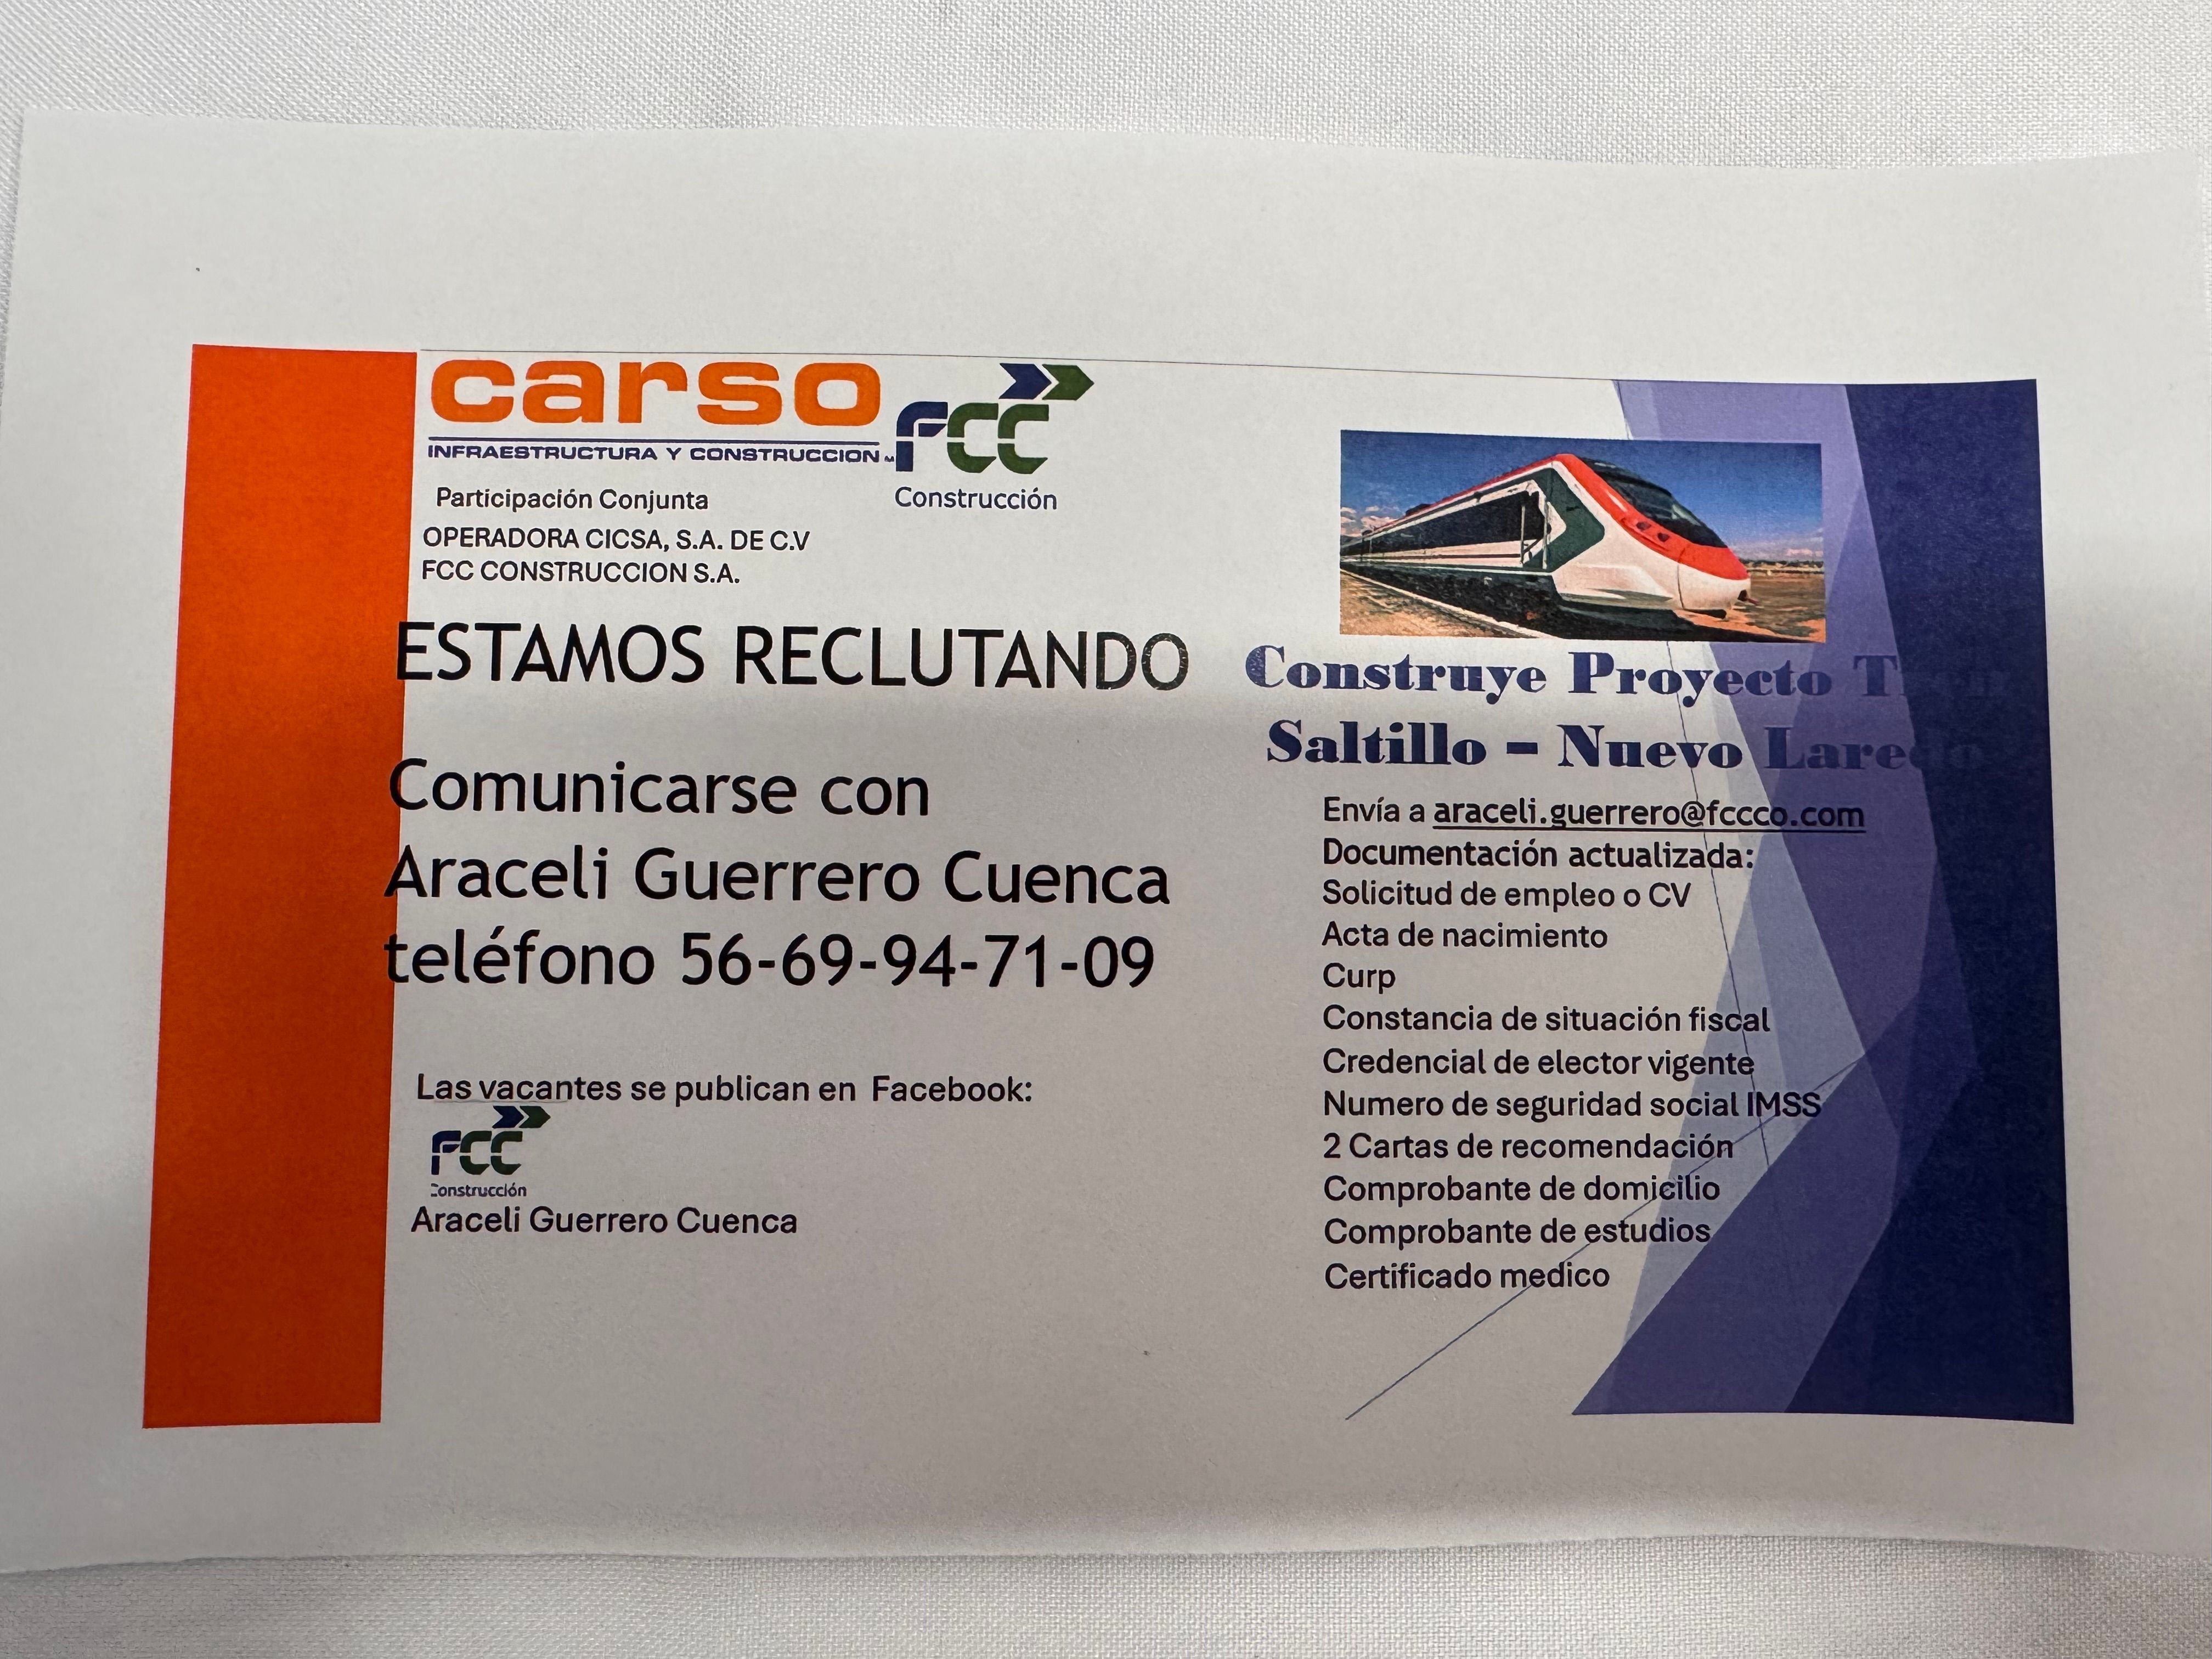 carso
INFRAESTRUCTURA Y CONSTRUCCION
FCC
Construcción
Participación Conjunta
OPERADORA CICSA, S.A. DE C.V
FCC CONSTRUCCION S.A.
ESTAMOS RECLUTANDO
Comunicarse con
Araceli Guerrero Cuenca
teléfono 56-69-94-71-09
Las vacantes se publican en Facebook:
FCC
Construcción
Araceli Guerrero Cuenca
Construye Proyecto Tren
Saltillo – Nuevo Laredo
Envía a araceli.guerrero@fccco.com
Documentación actualizada:
Solicitud de empleo o CV
Acta de nacimiento
Curp
Constancia de situación fiscal
Credencial de elector vigente
Numero de seguridad social IMSS
2 Cartas de recomendación
Comprobante de domicilio
Comprobante de estudios
Certificado medico